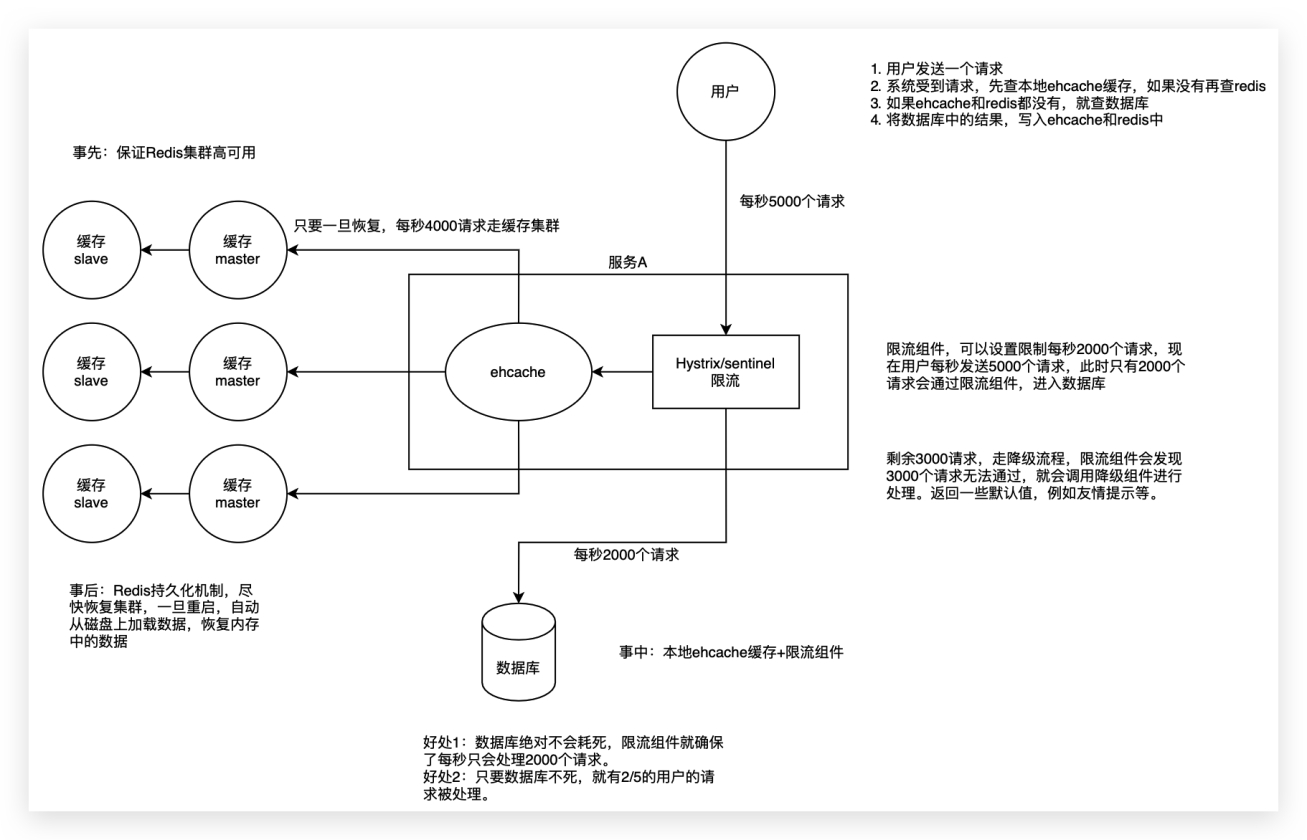 用户
1. 用户发送一个请求
2. 系统受到请求，先查本地ehcache缓存，如果没有再查redis
3. 如果ehcache和redis都没有，就查数据库
4. 将数据库中的结果，写入ehcache和redis中
事先：保证Redis集群高可用
每秒5000个请求
只要一旦恢复，每秒4000请求走缓存集群
缓存
slave
缓存
master
服务A
缓存
slave
缓存
master
ehcache
Hystrix/sentinel
限流
限流组件，可以设置限制每秒2000个请求，现
在用户每秒发送5000个请求，此时只有2000个
请求会通过限流组件，进入数据库
缓存
slave
缓存
master
剩余3000请求，走降级流程，限流组件会发现
3000个请求无法通过，就会调用降级组件进行
处理。返回一些默认值，例如友情提示等。
每秒2000个请求
事后：Redis持久化机制，尽
快恢复集群，一旦重启，自动
从磁盘上加载数据，恢复内存
中的数据
数据库
事中：本地ehcache缓存+限流组件
好处1：数据库绝对不会耗死，限流组件就确保
了每秒只会处理2000个请求。
好处2：只要数据库不死，就有2/5的用户的请
求被处理。